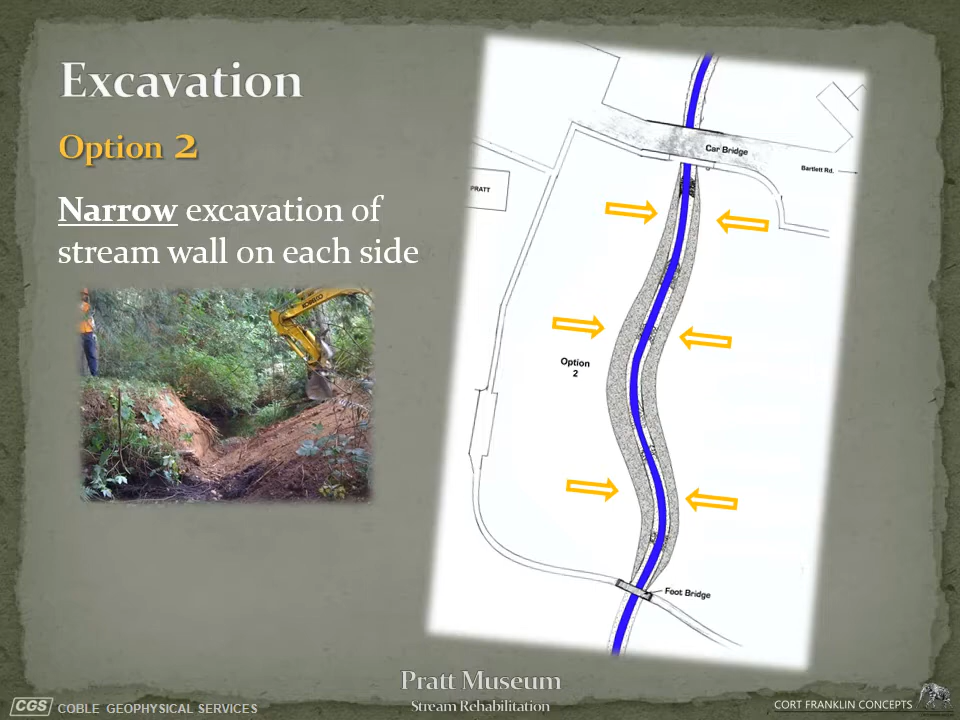 Excavation
Option 2
Narrow excavation of
stream wall on each side
KOBELCO
Car Bridge
Bartlett Rd.
PRATT
Option
2
Foot Bridge
Pratt Museum
Stream Rehabilitation
CGS COBLE GEOPHYSICAL SERVICES
CORT FRANKLIN CONCEPTS